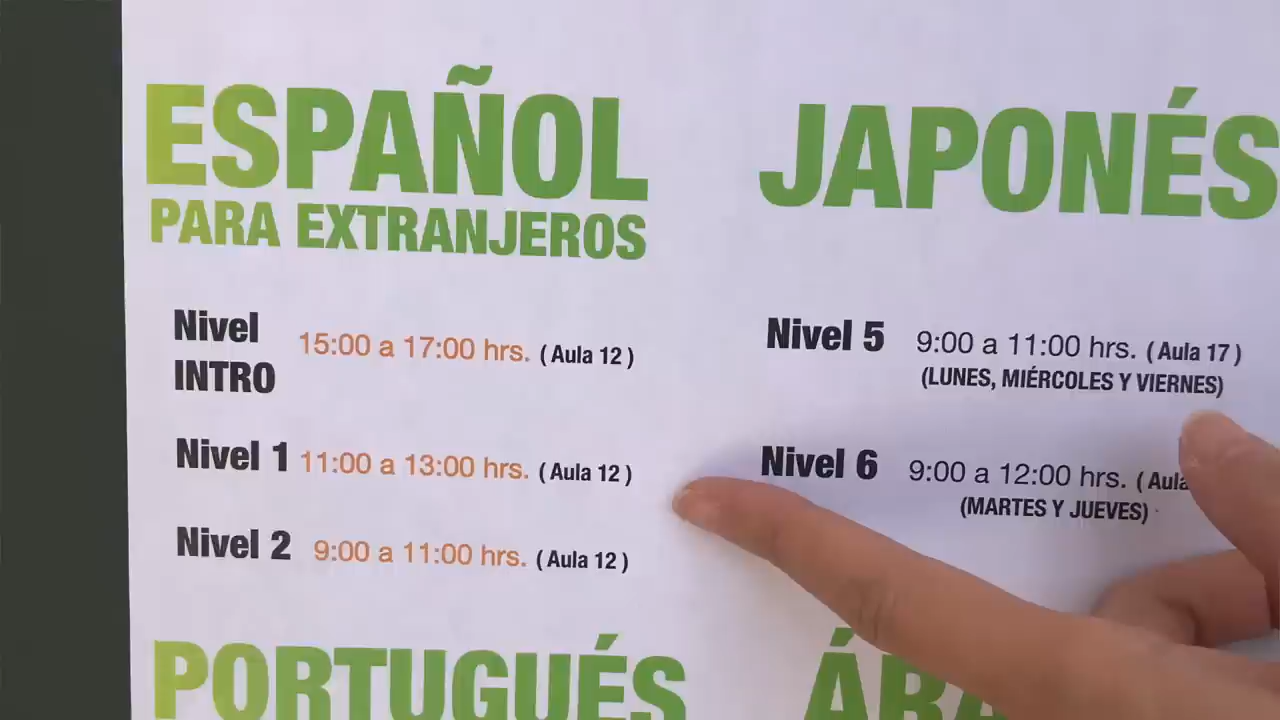 ESPAÑOL
PARA EXTRANJEROS
Nivel
INTRO
15:00 a 17:00 hrs. ( Aula 12 )
Nivel 1 11:00 a 13:00 hrs. ( Aula 12 )
Nivel 2 9:00 a 11:00 hrs. ( Aula 12 )
JAPONÉS
Nivel 5 9:00 a 11:00 hrs. ( Aula 17 )
(LUNES, MIÉRCOLES Y VIERNES)
Nivel 6 9:00 a 12:00 hrs. ( Aula
(MARTES Y JUEVES)
PORTUGUÉS